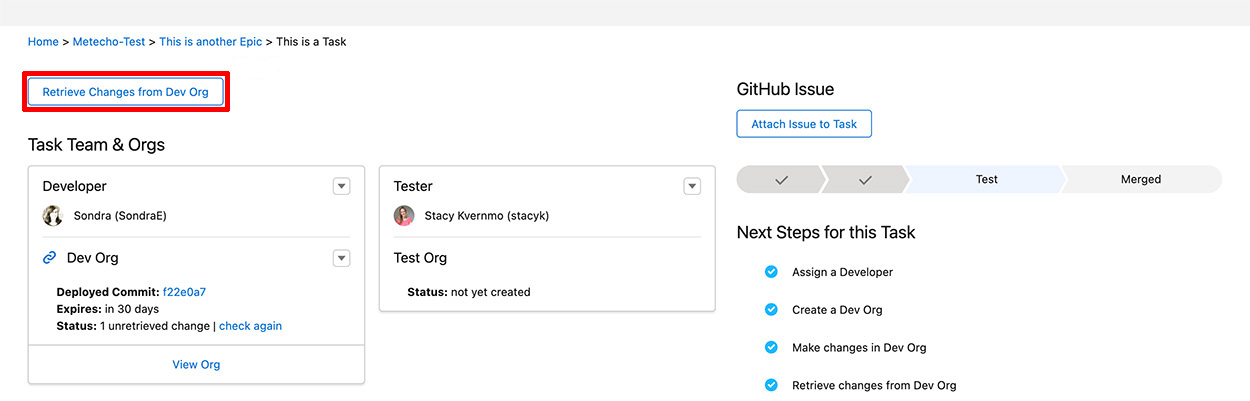 Home > Metecho-Test > This is another Epic > This is a Task
Retrieve Changes from Dev Org
Task Team & Orgs
Developer
Sondra (SondraE)
Dev Org
Deployed Commit: f22e0a7
Expires: in 30 days
Status: 1 unretrieved change | check again
View Org
Tester
Stacy Kvernmo (stacyk)
Test Org
Status: not yet created
GitHub Issue
Attach Issue to Task
Test
Merged
Next Steps for this Task
Assign a Developer
Create a Dev Org
Make changes in Dev Org
Retrieve changes from Dev Org